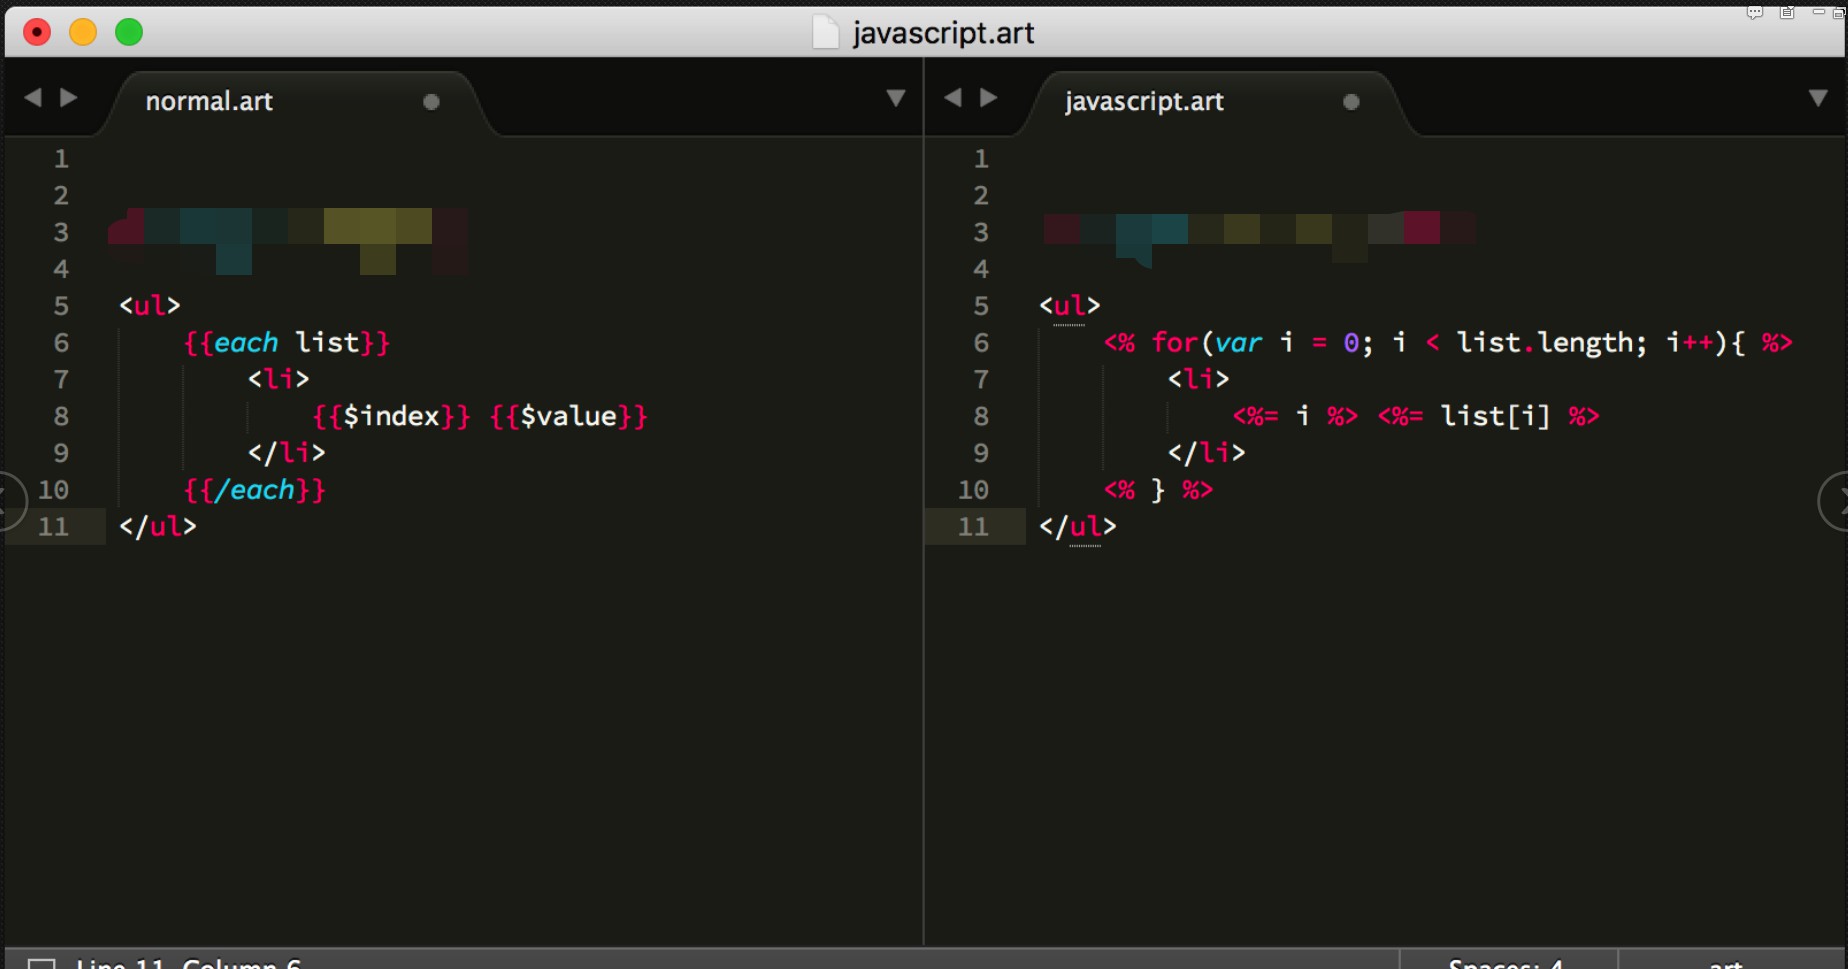 javascript.art
normal.art
1
2
3
4
5 <ul>
6 {{each list}}
7 <li>
8 {{$index}} {{$value}}
9 </li>
10 {{/each}}
11 </ul>
javascript.art
1
2
3
4
5 <ul>
6 <% for(var i = 0; i < list.length; i++){ %>
7 <li>
8 <%= i %> <%= list[i] %>
9 </li>
10 <% } %>
11 </ul>
Line 11, Column 6
Spaces: 4
art